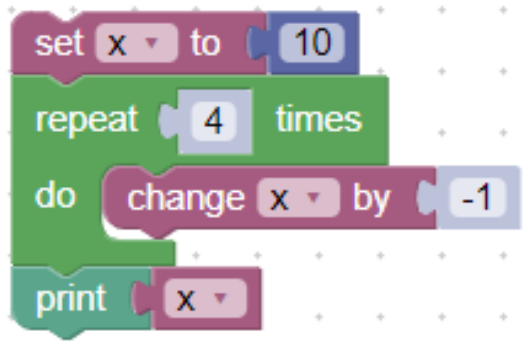 set x to 10
repeat 4 times
do change x by -1
print x